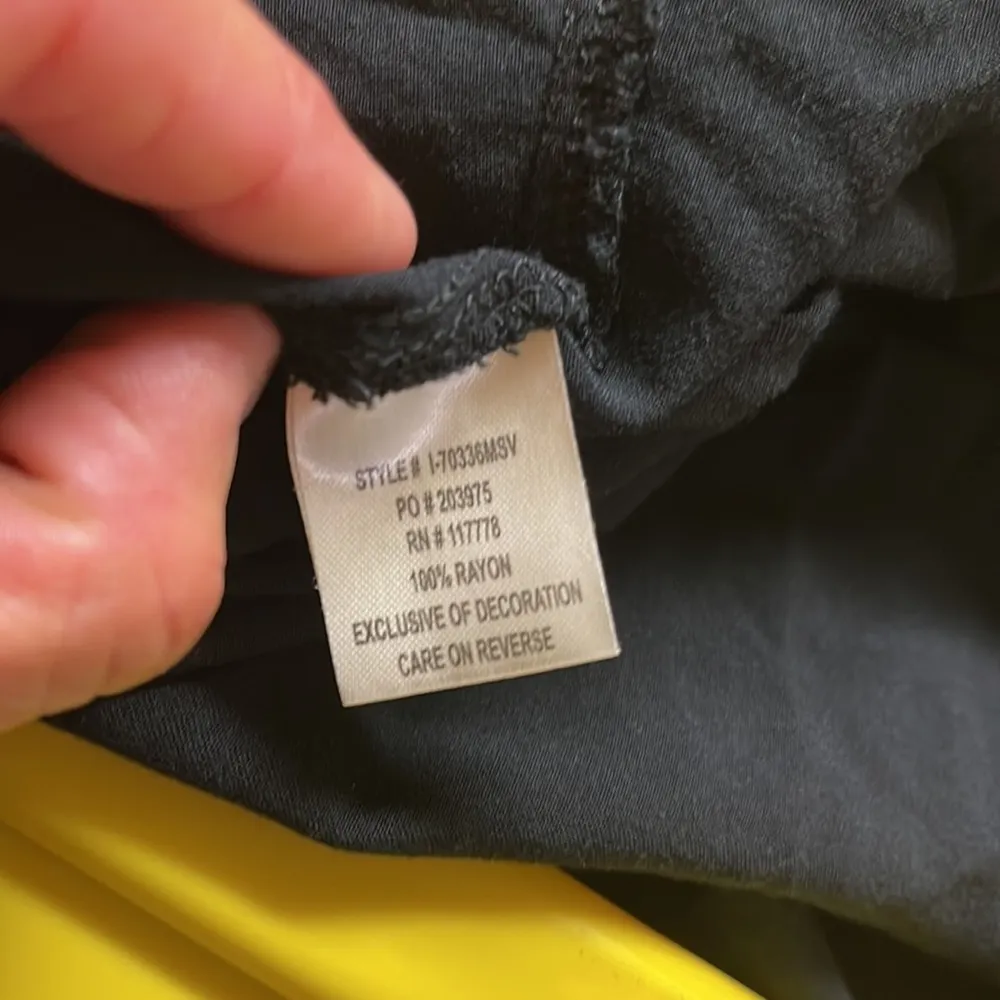 STYLE # I-70336MSV
PO # 203975
RN # 117778
100% RAYON
EXCLUSIVE OF DECORATION
CARE ON REVERSE